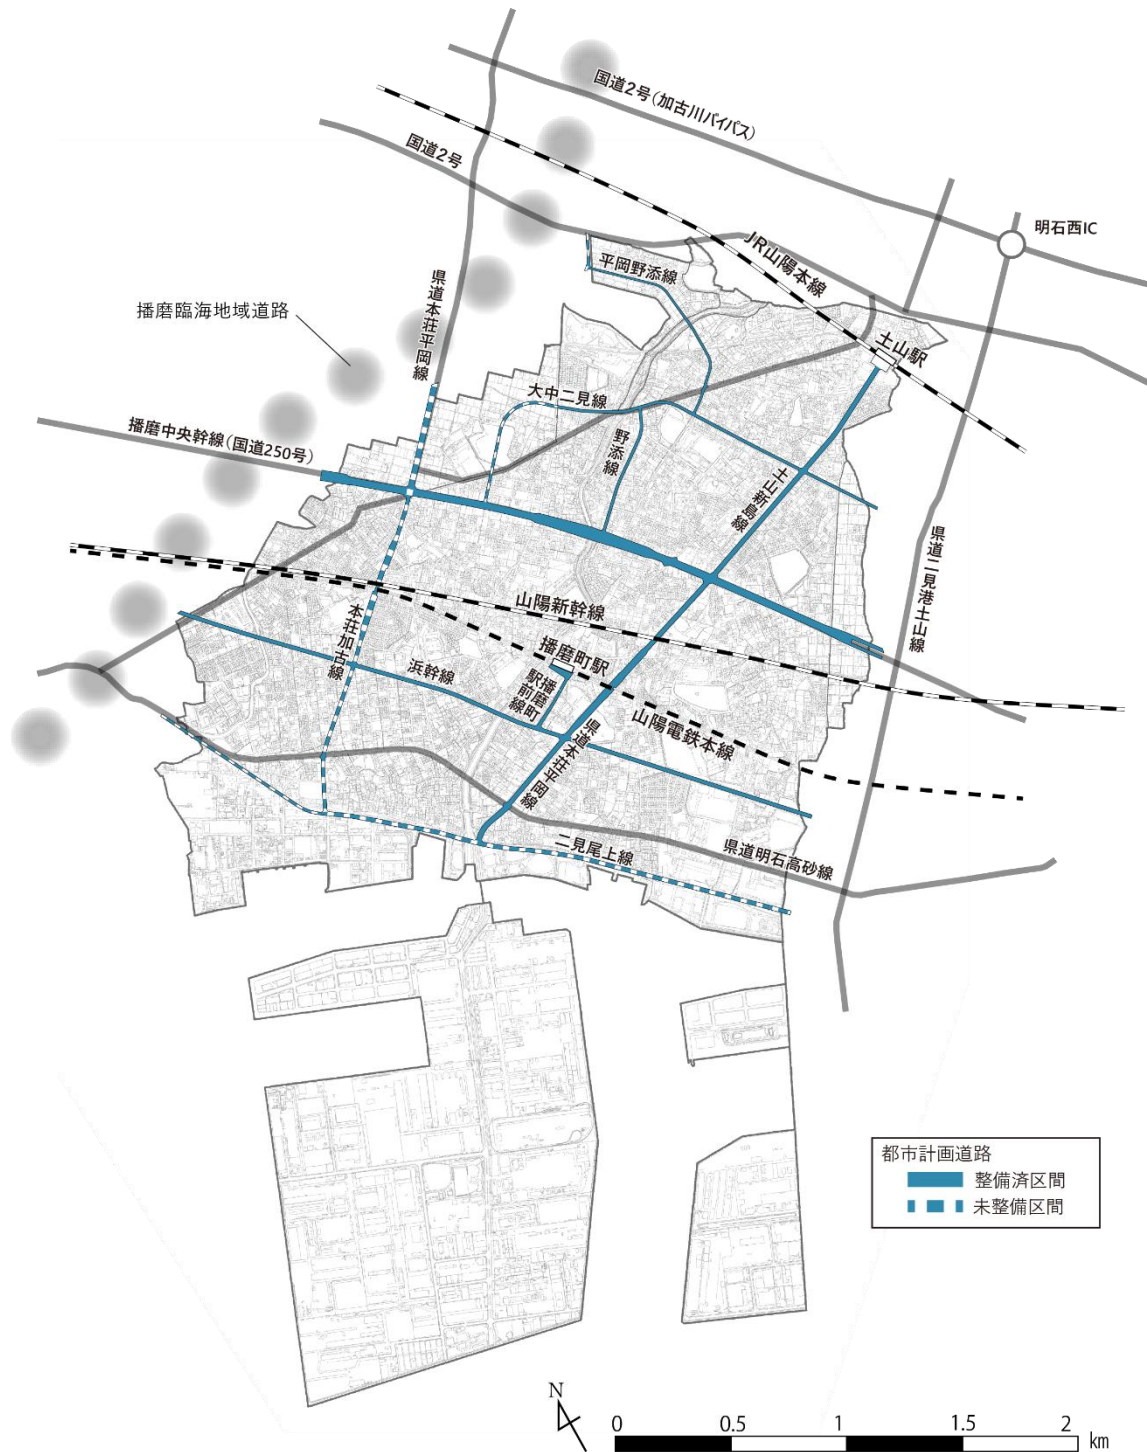 国道2号(加古川バイパス)
国道2号
明石西IC
JR山陽本線
平岡野添線
県道本荘平岡線
播磨臨海地域道路
土山駅
大中二見線
播磨中央幹線(国道250号)
野添線
土山新島線
県道二見港土山線
山陽新幹線
本荘加古線
播磨町駅
浜幹線
播磨町
駅前線
山陽電鉄本線
県道本荘平岡線
二見尾上線
県道明石高砂線
都市計画道路
整備済区間
未整備区間
N
0 0.5 1 1.5 2
km